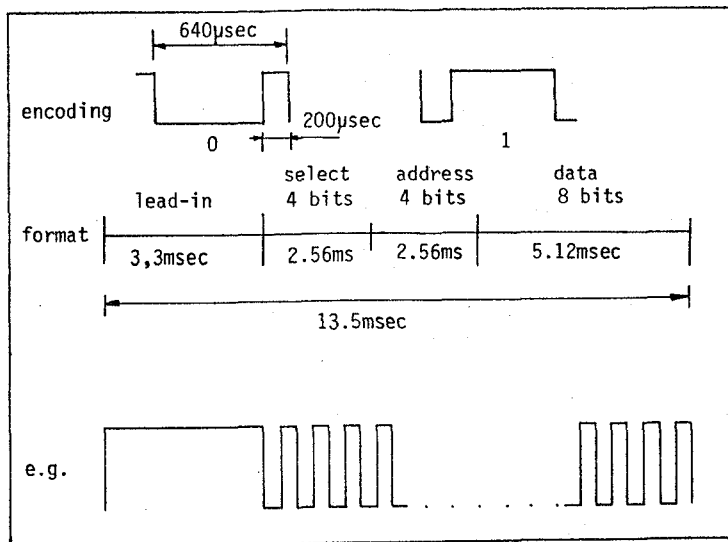 640µsec
encoding
0
200µsec
1
select
4 bits
address
4 bits
data
8 bits
lead-in
format
3,3msec
2.56ms
2.56ms
5.12msec
13.5msec
e.g.